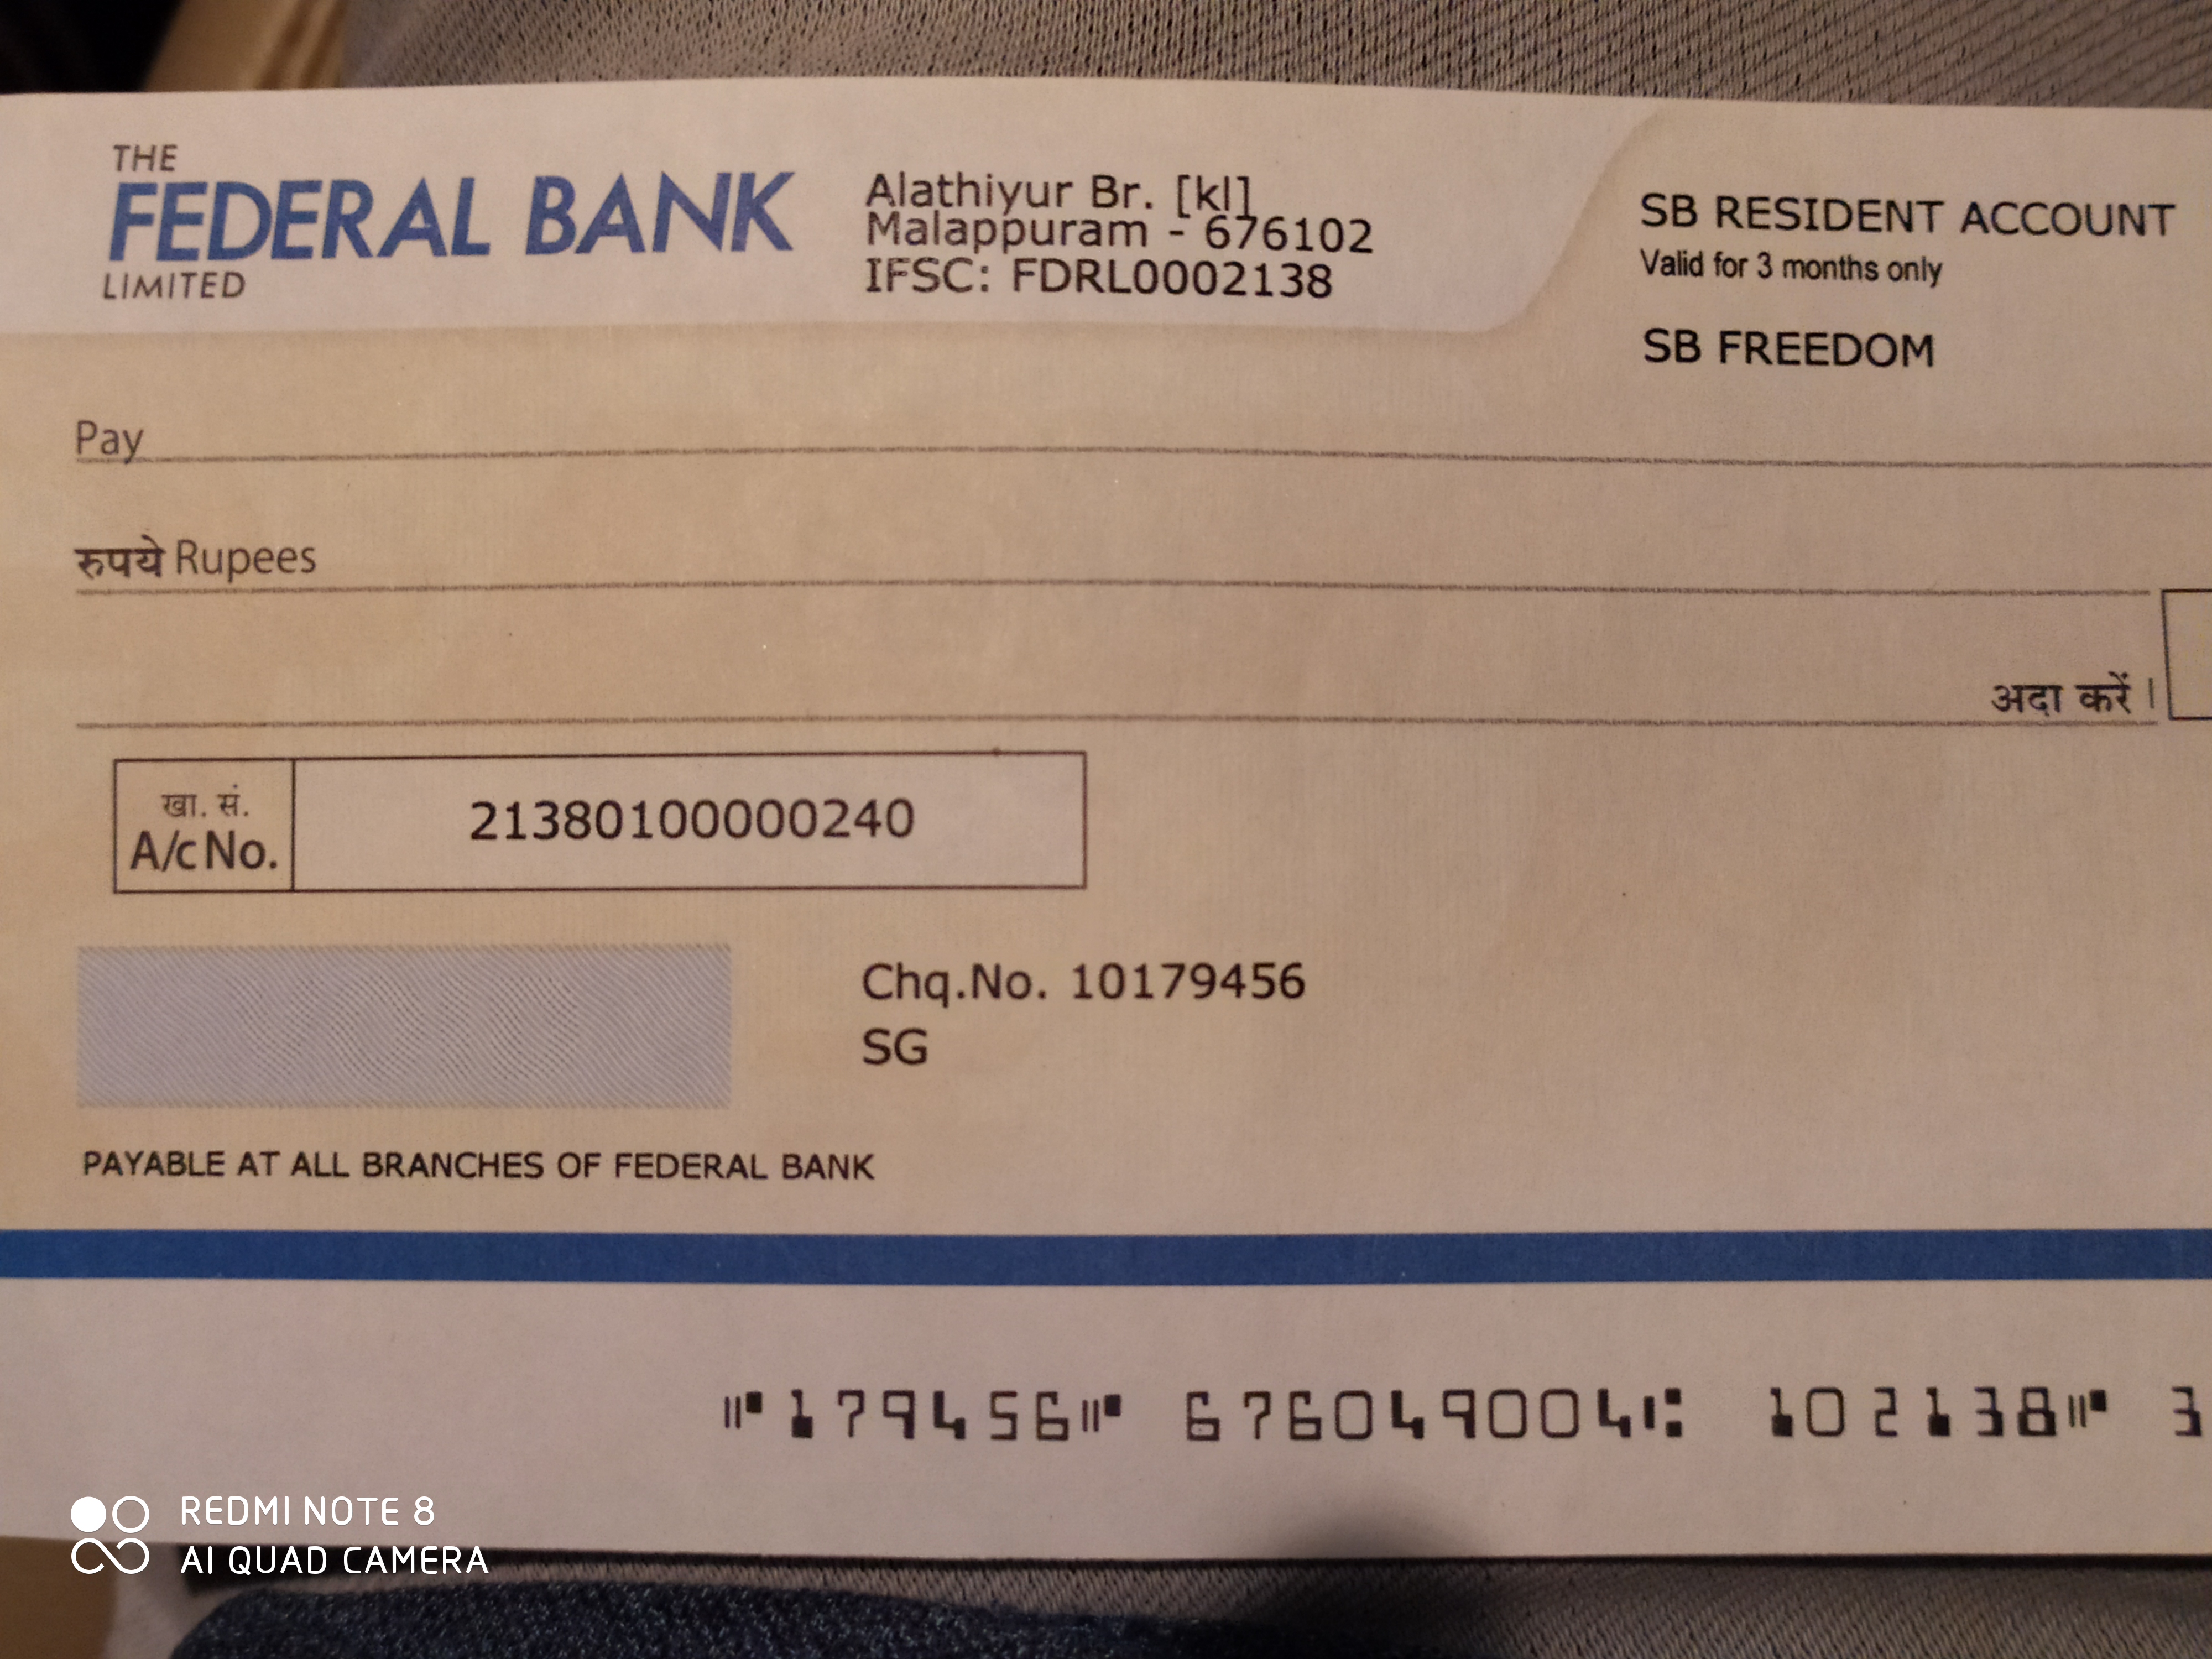 THE
FEDERAL BANK
LIMITED
Alathiyur Br. [kl]
Malappuram - 676102
IFSC: FDRL0002138
SB RESIDENT ACCOUNT
Valid for 3 months only
SB FREEDOM
Pay
रुपये Rupees
अदा करें।
खा. सं.
A/c No.
21380100000240
Chq.No. 10179456
SG
PAYABLE AT ALL BRANCHES OF FEDERAL BANK
⑈179456⑈ 676049004⑆ 102138⑈ 3
REDMI NOTE 8
AI QUAD CAMERA